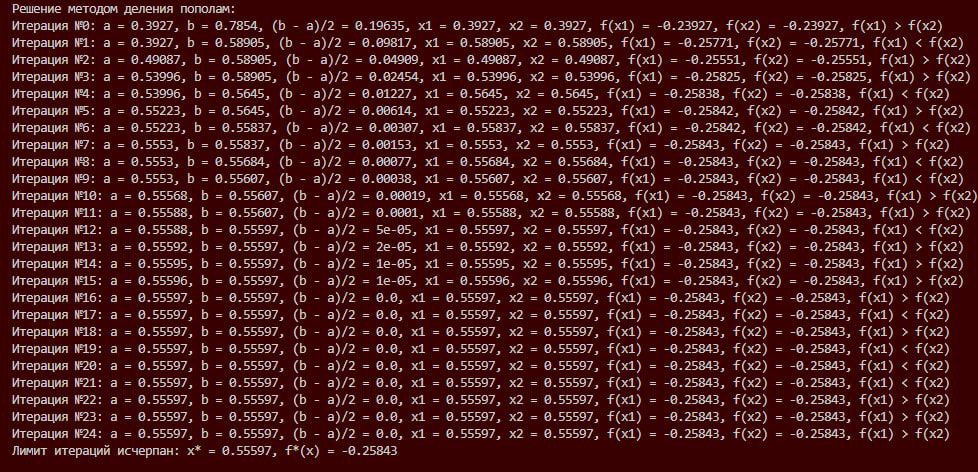 Решение методом деления пополам:
Итерация №0: a = 0.3927, b = 0.7854, (b - a)/2 = 0.19635, x1 = 0.3927, x2 = 0.3927, f(x1) = -0.23927, f(x2) = -0.23927, f(x1) > f(x2)
Итерация №1: a = 0.3927, b = 0.58905, (b - a)/2 = 0.09817, x1 = 0.58905, x2 = 0.58905, f(x1) = -0.25771, f(x2) = -0.25771, f(x1) < f(x2)
Итерация №2: a = 0.49087, b = 0.58905, (b - a)/2 = 0.04909, x1 = 0.49087, x2 = 0.49087, f(x1) = -0.25551, f(x2) = -0.25551, f(x1) > f(x2)
Итерация №3: a = 0.53996, b = 0.58905, (b - a)/2 = 0.02454, x1 = 0.53996, x2 = 0.53996, f(x1) = -0.25825, f(x2) = -0.25825, f(x1) > f(x2)
Итерация №4: a = 0.53996, b = 0.5645, (b - a)/2 = 0.01227, x1 = 0.5645, x2 = 0.5645, f(x1) = -0.25838, f(x2) = -0.25838, f(x1) < f(x2)
Итерация №5: a = 0.55223, b = 0.5645, (b - a)/2 = 0.00614, x1 = 0.55223, x2 = 0.55223, f(x1) = -0.25842, f(x2) = -0.25842, f(x1) > f(x2)
Итерация №6: a = 0.55223, b = 0.55837, (b - a)/2 = 0.00307, x1 = 0.55837, x2 = 0.55837, f(x1) = -0.25842, f(x2) = -0.25842, f(x1) < f(x2)
Итерация №7: a = 0.5553, b = 0.55837, (b - a)/2 = 0.00153, x1 = 0.5553, x2 = 0.5553, f(x1) = -0.25843, f(x2) = -0.25843, f(x1) > f(x2)
Итерация №8: a = 0.5553, b = 0.55684, (b - a)/2 = 0.00077, x1 = 0.55684, x2 = 0.55684, f(x1) = -0.25843, f(x2) = -0.25843, f(x1) < f(x2)
Итерация №9: a = 0.5553, b = 0.55607, (b - a)/2 = 0.00038, x1 = 0.55607, x2 = 0.55607, f(x1) = -0.25843, f(x2) = -0.25843, f(x1) < f(x2)
Итерация №10: a = 0.55568, b = 0.55607, (b - a)/2 = 0.00019, x1 = 0.55568, x2 = 0.55568, f(x1) = -0.25843, f(x2) = -0.25843, f(x1) > f(x2)
Итерация №11: a = 0.55588, b = 0.55607, (b - a)/2 = 0.0001, x1 = 0.55588, x2 = 0.55588, f(x1) = -0.25843, f(x2) = -0.25843, f(x1) > f(x2)
Итерация №12: a = 0.55588, b = 0.55597, (b - a)/2 = 5e-05, x1 = 0.55597, x2 = 0.55597, f(x1) = -0.25843, f(x2) = -0.25843, f(x1) < f(x2)
Итерация №13: a = 0.55592, b = 0.55597, (b - a)/2 = 2e-05, x1 = 0.55592, x2 = 0.55592, f(x1) = -0.25843, f(x2) = -0.25843, f(x1) > f(x2)
Итерация №14: a = 0.55595, b = 0.55597, (b - a)/2 = 1e-05, x1 = 0.55595, x2 = 0.55595, f(x1) = -0.25843, f(x2) = -0.25843, f(x1) > f(x2)
Итерация №15: a = 0.55596, b = 0.55597, (b - a)/2 = 1e-05, x1 = 0.55596, x2 = 0.55596, f(x1) = -0.25843, f(x2) = -0.25843, f(x1) > f(x2)
Итерация №16: a = 0.55597, b = 0.55597, (b - a)/2 = 0.0, x1 = 0.55597, x2 = 0.55597, f(x1) = -0.25843, f(x2) = -0.25843, f(x1) > f(x2)
Итерация №17: a = 0.55597, b = 0.55597, (b - a)/2 = 0.0, x1 = 0.55597, x2 = 0.55597, f(x1) = -0.25843, f(x2) = -0.25843, f(x1) < f(x2)
Итерация №18: a = 0.55597, b = 0.55597, (b - a)/2 = 0.0, x1 = 0.55597, x2 = 0.55597, f(x1) = -0.25843, f(x2) = -0.25843, f(x1) > f(x2)
Итерация №19: a = 0.55597, b = 0.55597, (b - a)/2 = 0.0, x1 = 0.55597, x2 = 0.55597, f(x1) = -0.25843, f(x2) = -0.25843, f(x1) < f(x2)
Итерация №20: a = 0.55597, b = 0.55597, (b - a)/2 = 0.0, x1 = 0.55597, x2 = 0.55597, f(x1) = -0.25843, f(x2) = -0.25843, f(x1) < f(x2)
Итерация №21: a = 0.55597, b = 0.55597, (b - a)/2 = 0.0, x1 = 0.55597, x2 = 0.55597, f(x1) = -0.25843, f(x2) = -0.25843, f(x1) < f(x2)
Итерация №22: a = 0.55597, b = 0.55597, (b - a)/2 = 0.0, x1 = 0.55597, x2 = 0.55597, f(x1) = -0.25843, f(x2) = -0.25843, f(x1) > f(x2)
Итерация №23: a = 0.55597, b = 0.55597, (b - a)/2 = 0.0, x1 = 0.55597, x2 = 0.55597, f(x1) = -0.25843, f(x2) = -0.25843, f(x1) > f(x2)
Итерация №24: a = 0.55597, b = 0.55597, (b - a)/2 = 0.0, x1 = 0.55597, x2 = 0.55597, f(x1) = -0.25843, f(x2) = -0.25843, f(x1) > f(x2)
Лимит итераций исчерпан: x* = 0.55597, f*(x) = -0.25843